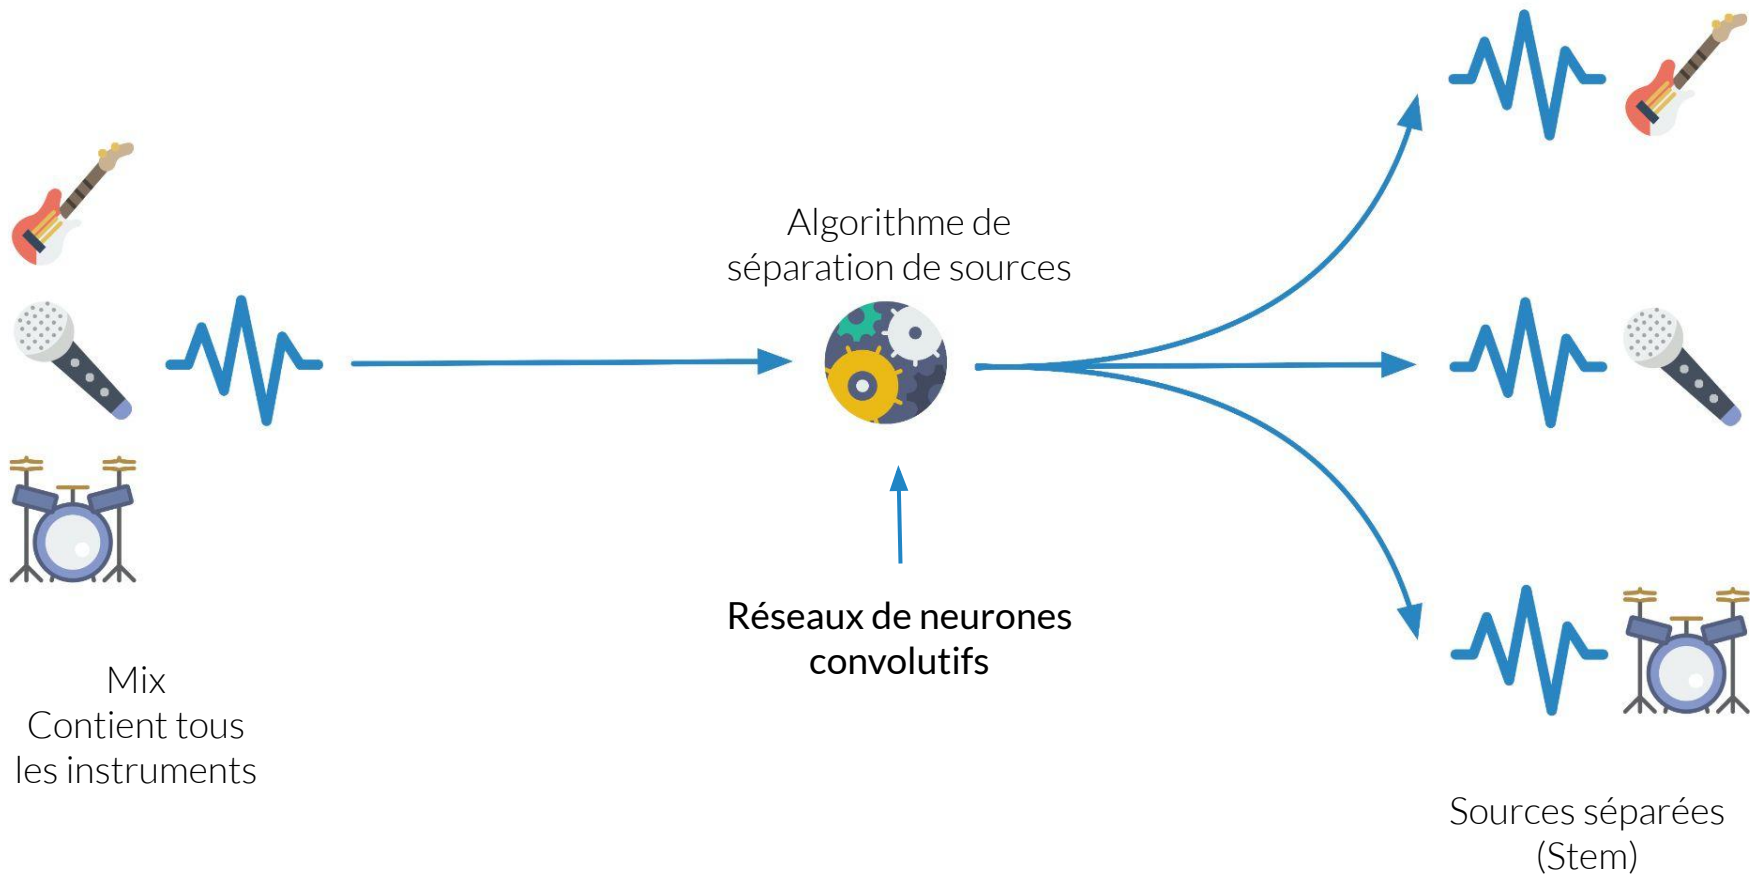 Algorithme de
séparation de sources
Réseaux de neurones
convolutifs
Mix
Contient tous
les instruments
Sources séparées
(Stem)